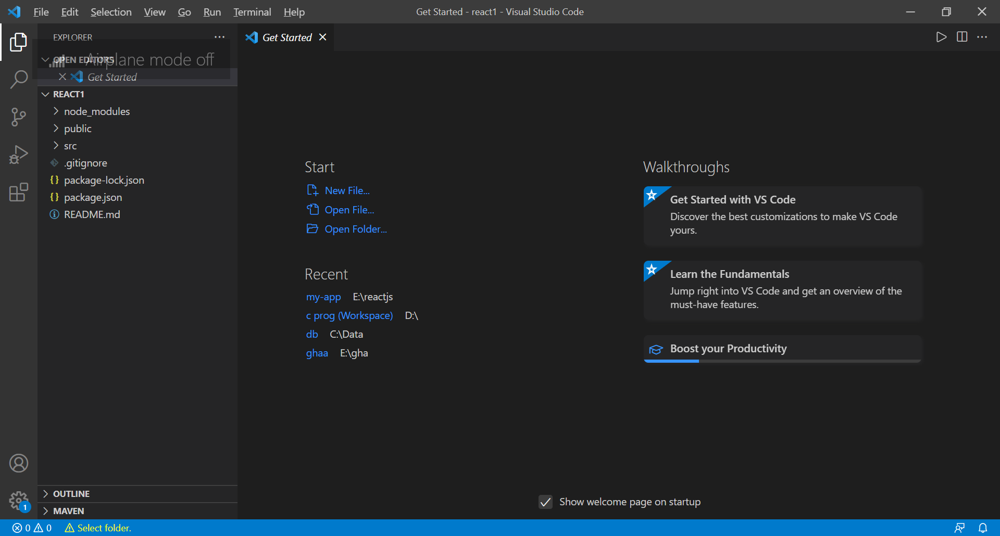 File Edit Selection View Go Run Terminal Help Get Started - react1 - Visual Studio Code
EXPLORER
Get Started
OPEN EDITORS
Airplane mode off
Get Started
REACT1
node_modules
public
src
.gitignore
package-lock.json
package.json
README.md
OUTLINE
MAVEN
Start
New File...
Open File...
Open Folder...
Recent
my-app E:\reactjs
c prog (Workspace) D:\
db C:\Data
ghaa E:\gha
Walkthroughs
Get Started with VS Code
Discover the best customizations to make VS Code
yours.
Learn the Fundamentals
Jump right into VS Code and get an overview of the
must-have features.
Boost your Productivity
Show welcome page on startup
1
0 0 Select folder.